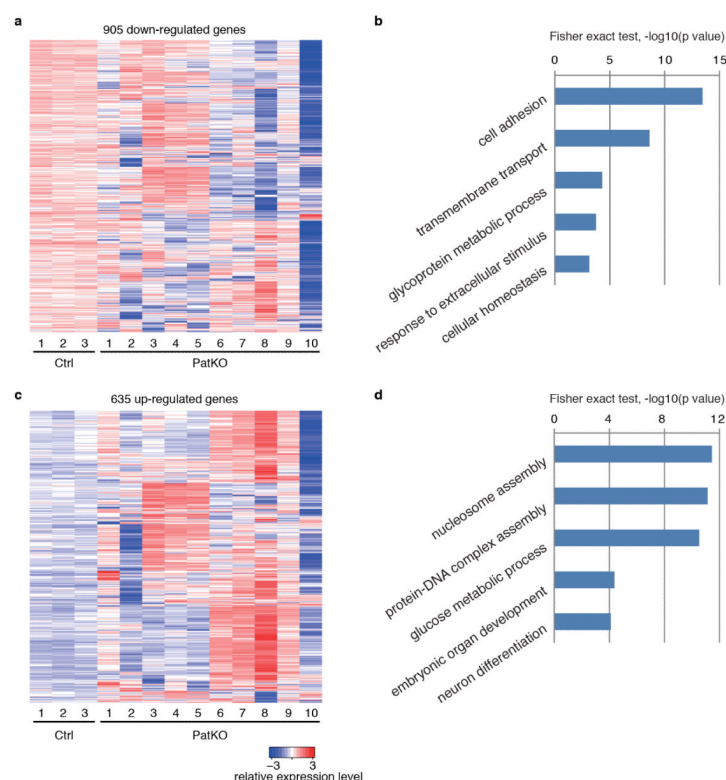 a
905 down-regulated genes
1 2 3 1 2 3 4 5 6 7 8 9 10
Ctrl PatKO
b
Fisher exact test, -log10(p value)
0 5 10 15
cell adhesion
transmembrane transport
glycoprotein metabolic process
response to extracellular stimulus
cellular homeostasis
c
635 up-regulated genes
1 2 3 1 2 3 4 5 6 7 8 9 10
Ctrl PatKO
−3 3
relative expression level
d
Fisher exact test, -log10(p value)
0 4 8 12
nucleosome assembly
protein-DNA complex assembly
glucose metabolic process
embryonic organ development
neuron differentiation